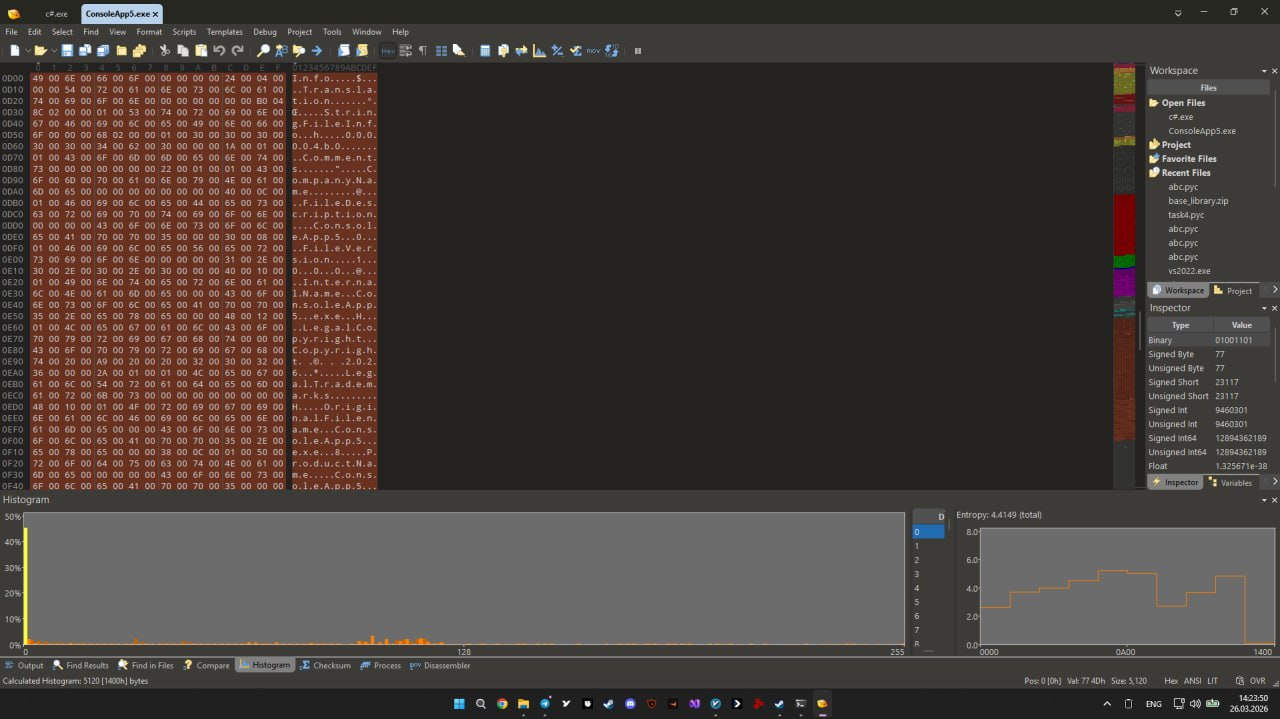 c#.exe ConsoleApp5.exe ×
File Edit Select Find View Format Scripts Templates Debug Project Tools Window Help
Hex
0 1 2 3 4 5 6 7 8 9 A B C D E F 0123456789ABCDEF
0D00 49 00 6E 00 66 00 6F 00 00 00 00 00 24 00 04 00 I.n.f.o.....$...
0D10 00 00 54 00 72 00 61 00 6E 00 73 00 6C 00 61 00 ..T.r.a.n.s.l.a.
0D20 74 00 69 00 6F 00 6E 00 00 00 00 00 00 00 B0 04 t.i.o.n.......°.
0D30 8C 02 00 00 01 00 53 00 74 00 72 00 69 00 6E 00 Œ.....S.t.r.i.n.
0D40 67 00 46 00 69 00 6C 00 65 00 49 00 6E 00 66 00 g.F.i.l.e.I.n.f.
0D50 6F 00 00 00 68 02 00 00 01 00 30 00 30 00 30 00 o...h.....0.0.0.
0D60 30 00 30 00 34 00 62 00 30 00 00 00 1A 00 01 00 0.0.4.b.0.......
0D70 01 00 43 00 6F 00 6D 00 6D 00 65 00 6E 00 74 00 ..C.o.m.m.e.n.t.
0D80 73 00 00 00 00 00 00 00 22 00 01 00 01 00 43 00 s.......".....C.
0D90 6F 00 6D 00 70 00 61 00 6E 00 79 00 4E 00 61 00 o.m.p.a.n.y.N.a.
0DA0 6D 00 65 00 00 00 00 00 00 00 00 00 40 00 0C 00 m.e.........@...
0DB0 01 00 46 00 69 00 6C 00 65 00 44 00 65 00 73 00 ..F.i.l.e.D.e.s.
0DC0 63 00 72 00 69 00 70 00 74 00 69 00 6F 00 6E 00 c.r.i.p.t.i.o.n.
0DD0 00 00 00 00 43 00 6F 00 6E 00 73 00 6F 00 6C 00 ....C.o.n.s.o.l.
0DE0 65 00 41 00 70 00 70 00 35 00 00 00 30 00 08 00 e.A.p.p.5...0...
0DF0 01 00 46 00 69 00 6C 00 65 00 56 00 65 00 72 00 ..F.i.l.e.V.e.r.
0E00 73 00 69 00 6F 00 6E 00 00 00 00 00 31 00 2E 00 s.i.o.n.....1...
0E10 30 00 2E 00 30 00 2E 00 30 00 00 00 40 00 10 00 0...0...0...@...
0E20 01 00 49 00 6E 00 74 00 65 00 72 00 6E 00 61 00 ..I.n.t.e.r.n.a.
0E30 6C 00 4E 00 61 00 6D 00 65 00 00 00 43 00 6F 00 l.N.a.m.e...C.o.
0E40 6E 00 73 00 6F 00 6C 00 65 00 41 00 70 00 70 00 n.s.o.l.e.A.p.p.
0E50 35 00 2E 00 65 00 78 00 65 00 00 00 48 00 12 00 5...e.x.e...H...
0E60 01 00 4C 00 65 00 67 00 61 00 6C 00 43 00 6F 00 ..L.e.g.a.l.C.o.
0E70 70 00 79 00 72 00 69 00 67 00 68 00 74 00 00 00 p.y.r.i.g.h.t...
0E80 43 00 6F 00 70 00 79 00 72 00 69 00 67 00 68 00 C.o.p.y.r.i.g.h.
0E90 74 00 20 00 A9 00 20 00 20 00 32 00 30 00 32 00 t. .©. . .2.0.2.
0EA0 36 00 00 00 2A 00 01 00 01 00 4C 00 65 00 67 00 6...*.....L.e.g.
0EB0 61 00 6C 00 54 00 72 00 61 00 64 00 65 00 6D 00 a.l.T.r.a.d.e.m.
0EC0 61 00 72 00 6B 00 73 00 00 00 00 00 00 00 00 00 a.r.k.s.........
0ED0 48 00 10 00 01 00 4F 00 72 00 69 00 67 00 69 00 H.....O.r.i.g.i.
0EE0 6E 00 61 00 6C 00 46 00 69 00 6C 00 65 00 6E 00 n.a.l.F.i.l.e.n.
0EF0 61 00 6D 00 65 00 00 00 43 00 6F 00 6E 00 73 00 a.m.e...C.o.n.s.
0F00 6F 00 6C 00 65 00 41 00 70 00 70 00 35 00 2E 00 o.l.e.A.p.p.5...
0F10 65 00 78 00 65 00 00 00 38 00 0C 00 01 00 50 00 e.x.e...8.....P.
0F20 72 00 6F 00 64 00 75 00 63 00 74 00 4E 00 61 00 r.o.d.u.c.t.N.a.
0F30 6D 00 65 00 00 00 00 00 43 00 6F 00 6E 00 73 00 m.e.....C.o.n.s.
0F40 6F 00 6C 00 65 00 41 00 70 00 70 00 35 00 00 00 o.l.e.A.p.p.5...
Workspace
Files
Open Files
c#.exe
ConsoleApp5.exe
Project
Favorite Files
Recent Files
abc.pyc
base_library.zip
task4.pyc
abc.pyc
abc.pyc
abc.pyc
vs2022.exe
Workspace Project
Inspector
Type Value
Binary 01001101
Signed Byte 77
Unsigned Byte 77
Signed Short 23117
Unsigned Short 23117
Signed Int 9460301
Unsigned Int 9460301
Signed Int64 12894362189
Unsigned Int64 12894362189
Float 1.325671e-38
Inspector Variables
Histogram
50%
40%
30%
20%
10%
0%
0 128 255
D
0
1
2
3
4
5
6
7
8
Entropy: 4.4149 (total)
8.0
6.0
4.0
2.0
0.0
0000 0A00 1400
Output Find Results Find in Files Compare Histogram Checksum Process Disassembler
Calculated Histogram: 5120 [1400h] bytes Pos: 0 [0h] Val: 77 4Dh Size: 5,120 Hex ANSI LIT OVR
ENG
14:23:50
26.03.2026